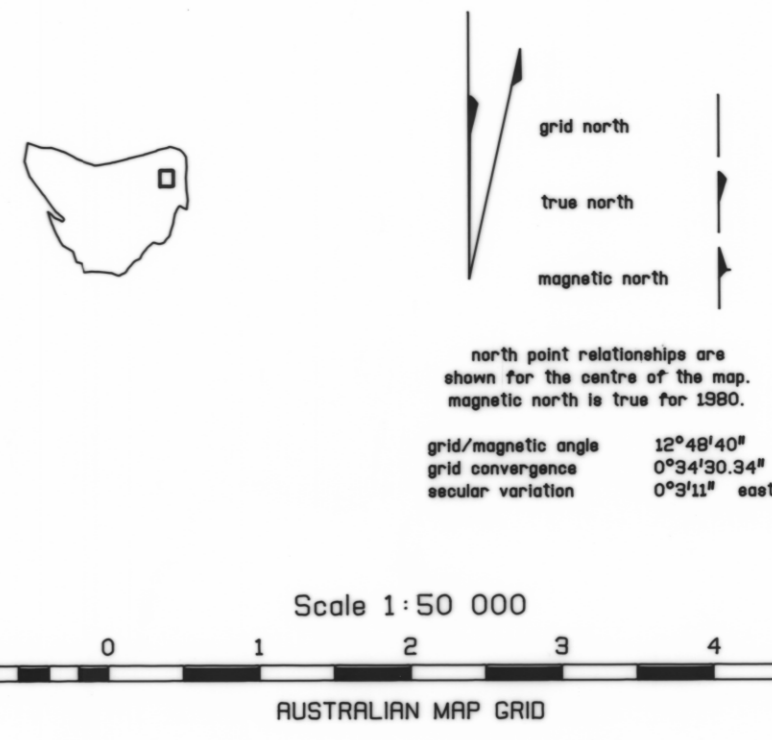 grid north
true north
magnetic north
north point relationships are
shown for the centre of the map.
magnetic north is true for 1980.
grid/magnetic angle 12°48'40"
grid convergence 0°34'30.34"
secular variation 0°3'11" east
Scale 1:50 000
0 1 2 3 4
AUSTRALIAN MAP GRID